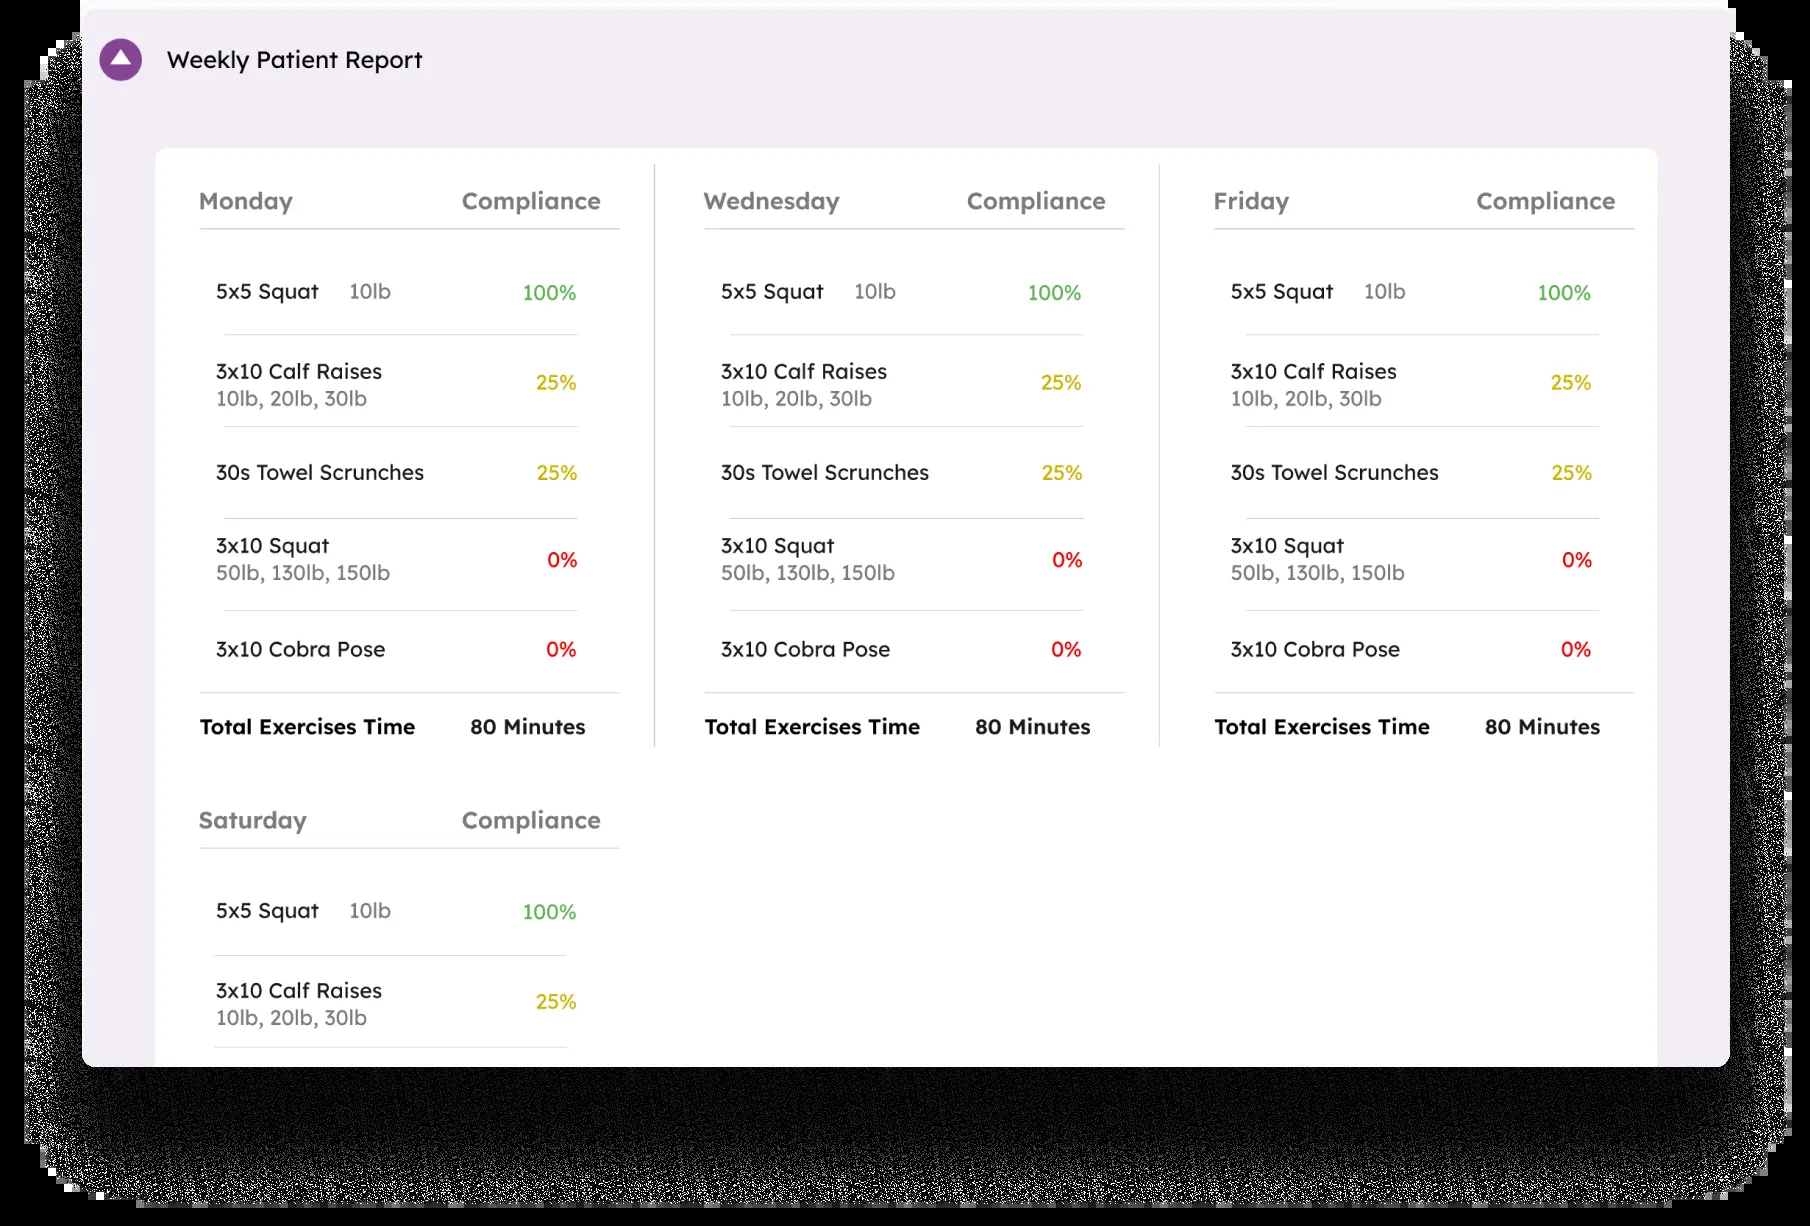 Weekly Patient Report
Monday Compliance
5x5 Squat 10lb 100%
3x10 Calf Raises
10lb, 20lb, 30lb
25%
30s Towel Scrunches 25%
3x10 Squat
50lb, 130lb, 150lb
0%
3x10 Cobra Pose 0%
Total Exercises Time 80 Minutes
Wednesday Compliance
5x5 Squat 10lb 100%
3x10 Calf Raises
10lb, 20lb, 30lb
25%
30s Towel Scrunches 25%
3x10 Squat
50lb, 130lb, 150lb
0%
3x10 Cobra Pose 0%
Total Exercises Time 80 Minutes
Friday Compliance
5x5 Squat 10lb 100%
3x10 Calf Raises
10lb, 20lb, 30lb
25%
30s Towel Scrunches 25%
3x10 Squat
50lb, 130lb, 150lb
0%
3x10 Cobra Pose 0%
Total Exercises Time 80 Minutes
Saturday Compliance
5x5 Squat 10lb 100%
3x10 Calf Raises
10lb, 20lb, 30lb
25%